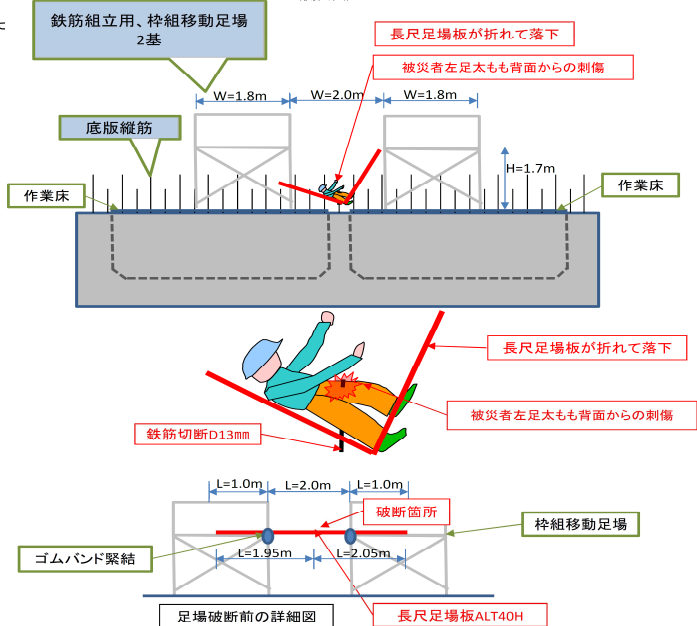 鉄筋組立用、枠組移動足場
2基
長尺足場板が折れて落下
被災者左足太もも背面からの刺傷
W=1.8m
W=2.0m
W=1.8m
底版縦筋
H=1.7m
作業床
作業床
長尺足場板が折れて落下
被災者左足太もも背面からの刺傷
鉄筋切断D13mm
L=1.0m
L=2.0m
L=1.0m
破断箇所
枠組移動足場
ゴムバンド緊結
L=1.95m
L=2.05m
足場破断前の詳細図
長尺足場板ALT40H